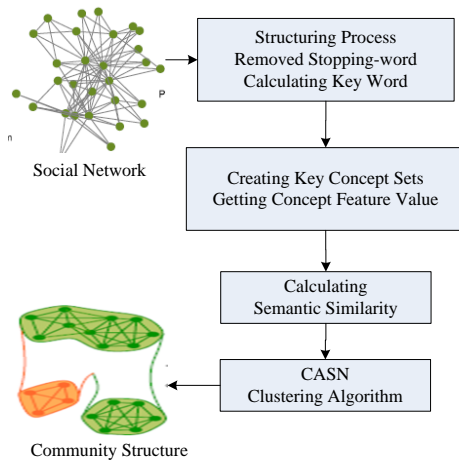 Structuring Process
Removed Stopping-word
Calculating Key Word
P
n
Social Network
Creating Key Concept Sets
Getting Concept Feature Value
Calculating
Semantic Similarity
CASN
Clustering Algorithm
Community Structure